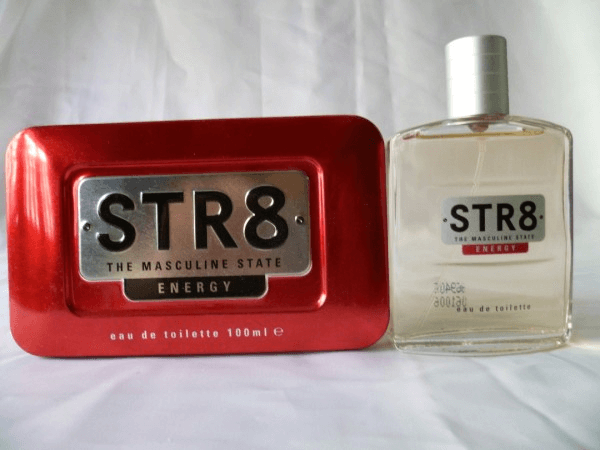 STR8
THE MASCULINE STATE
ENERGY
eau de toilette 100ml ℮
STR8
THE MASCULINE STATE
ENERGY
eau de toilette